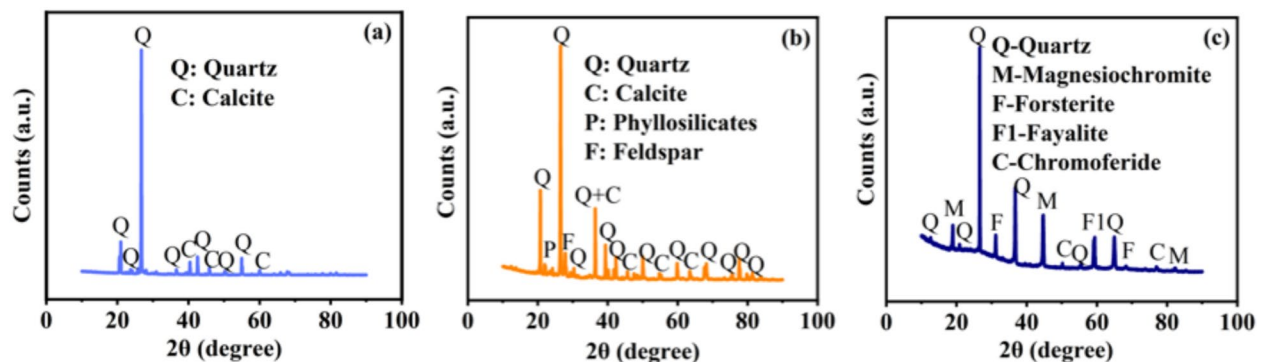 (a)
Q
Q: Quartz
C: Calcite
Q
Q
Q
C
Q
C
Q
Q
C
Counts (a.u.)
0 20 40 60 80 100
2θ (degree)
(b)
Q
Q: Quartz
C: Calcite
P: Phyllosilicates
F: Feldspar
Q
Q+C
P
F
Q
Q
Q
C
Q
C
Q
C
Q
Q
Q
Q
Counts (a.u.)
0 20 40 60 80 100
2θ (degree)
(c)
Q
Q-Quartz
M-Magnesiochromite
F-Forsterite
F1-Fayalite
C-Chromoferide
Q
M
Q
F
Q
M
C
Q
F1
Q
F
C
M
Counts (a.u.)
0 20 40 60 80 100
2θ (degree)